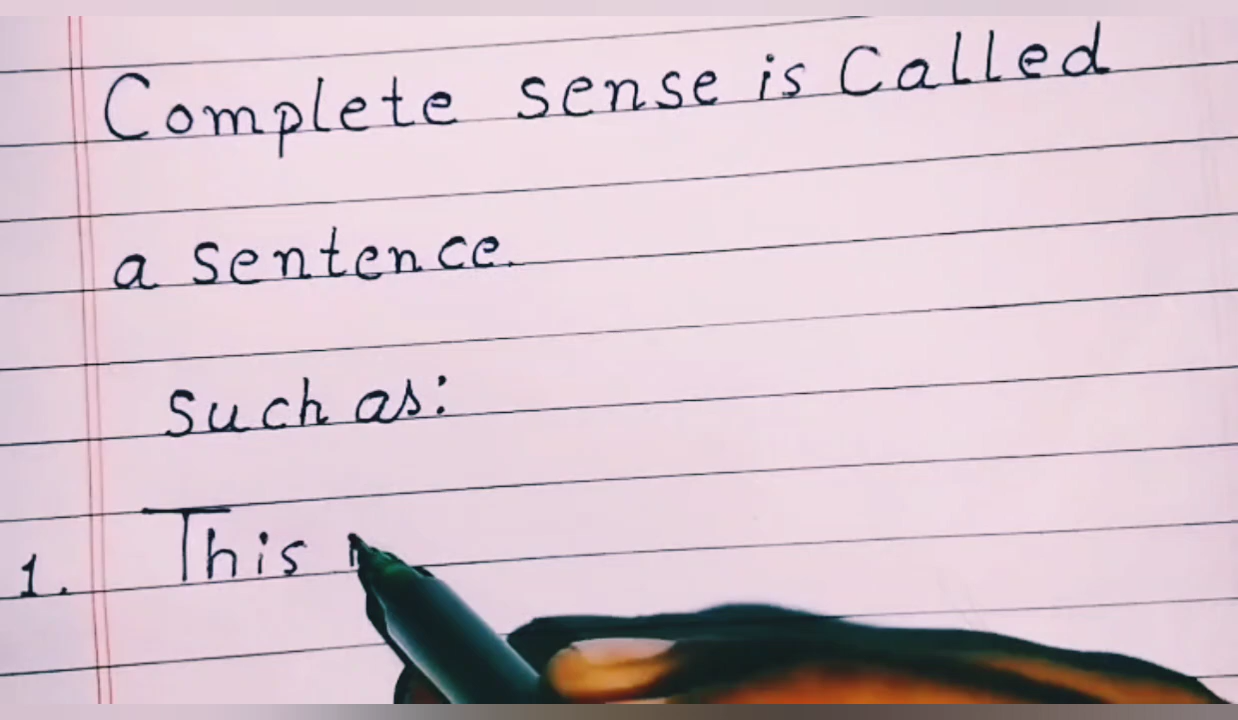 Complete sense is Called
a sentence.
such as:
1. This